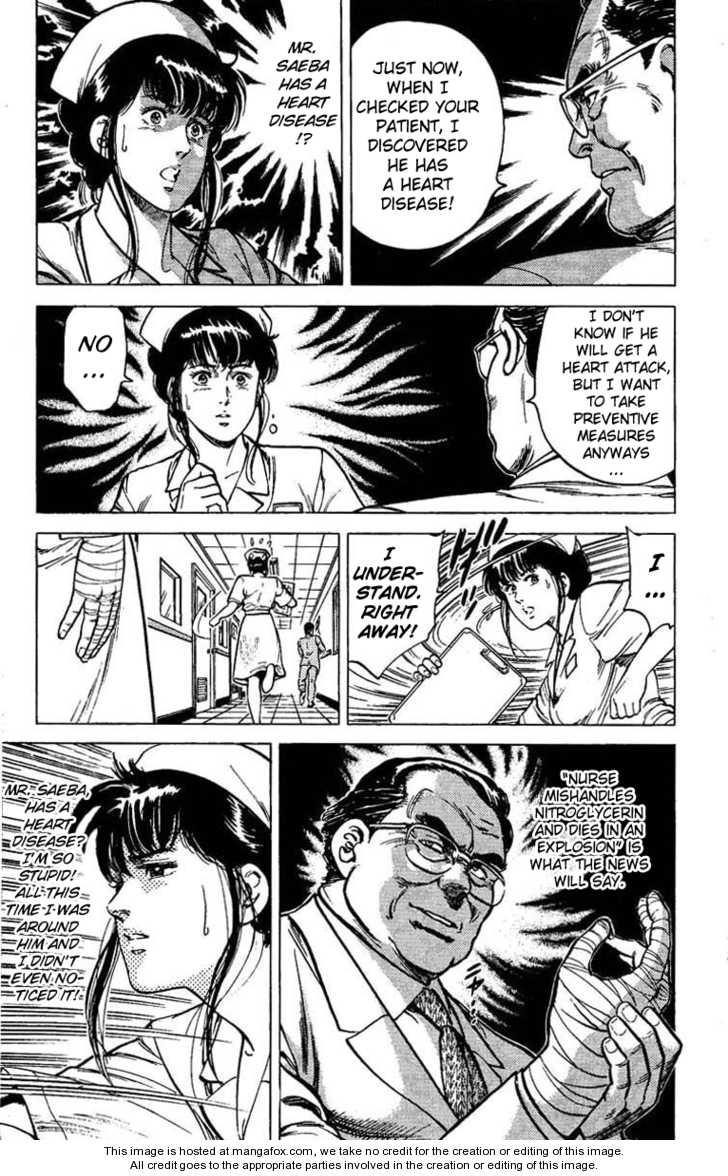 JUST NOW,
WHEN I
CHECKED YOUR
PATIENT, I
DISCOVERED
HE HAS
A HEART
DISEASE!
MR.
SAEBA
HAS A
HEART
DISEASE
!?
I DON'T
KNOW IF HE
WILL GET A
HEART ATTACK,
BUT I WANT
TO TAKE
PREVENTIVE
MEASURES
ANYWAYS
...
NO
...
I
...
I
UNDER-
STAND.
RIGHT
AWAY!
"NURSE
MISHANDLES
NITROGLYCERIN
AND DIES IN AN
EXPLOSION" IS
WHAT THE NEWS
WILL SAY.
MR. SAEBA,
HAS A
HEART
DISEASE?
I'M SO
STUPID!
ALL THIS
TIME I WAS
AROUND
HIM AND
I DIDN'T
EVEN NO-
TICED IT!
This image is hosted at mangafox.com, we take no credit for the creation or editing of this image.
All credit goes to the appropriate parties involved in the creation or editing of this image.